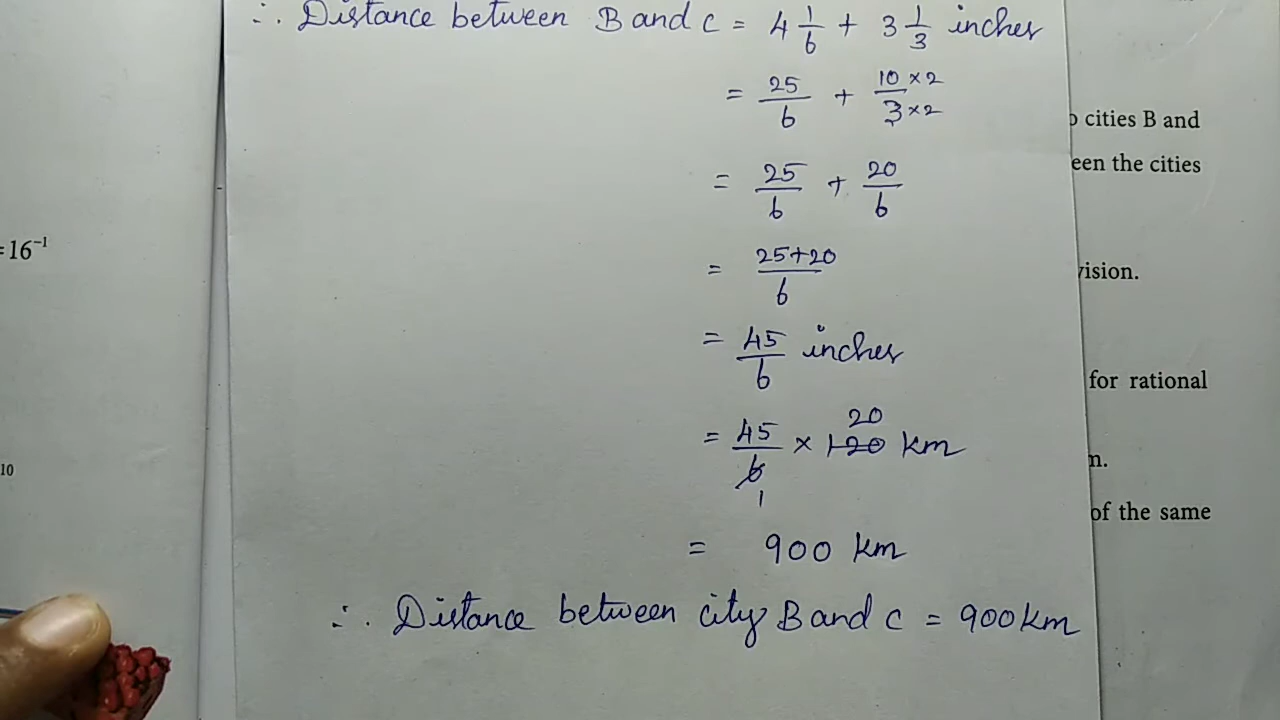 ∴ Distance between B and C = 4 1/6 + 3 1/3 inches
= 25/6 + 10×2/3×2
= 25/6 + 20/6
= 25+20/6
= 45/6 inches
= 45/6 × 120 km
20
1
= 900 km
∴ Distance between city B and C = 900 km
=16⁻¹
10
cities B and
een the cities
vision.
for rational
n.
of the same